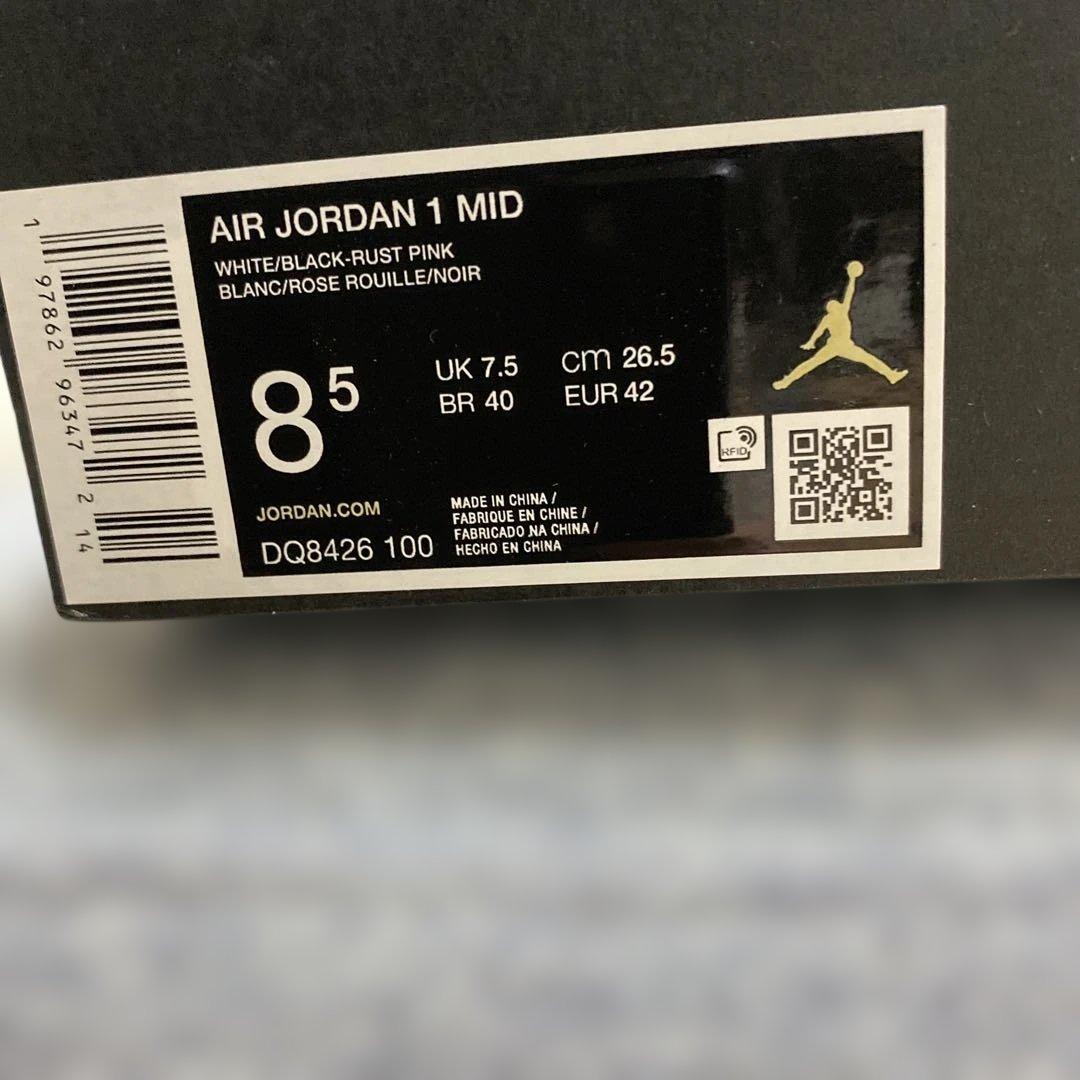 AIR JORDAN 1 MID
WHITE/BLACK-RUST PINK
BLANC/ROSE ROUILLE/NOIR
8 5
UK 7.5 cm 26.5
BR 40 EUR 42
RFID
JORDAN.COM
DQ8426 100
MADE IN CHINA /
FABRIQUE EN CHINE /
FABRICADO NA CHINA /
HECHO EN CHINA
1 97862 96347 2 14